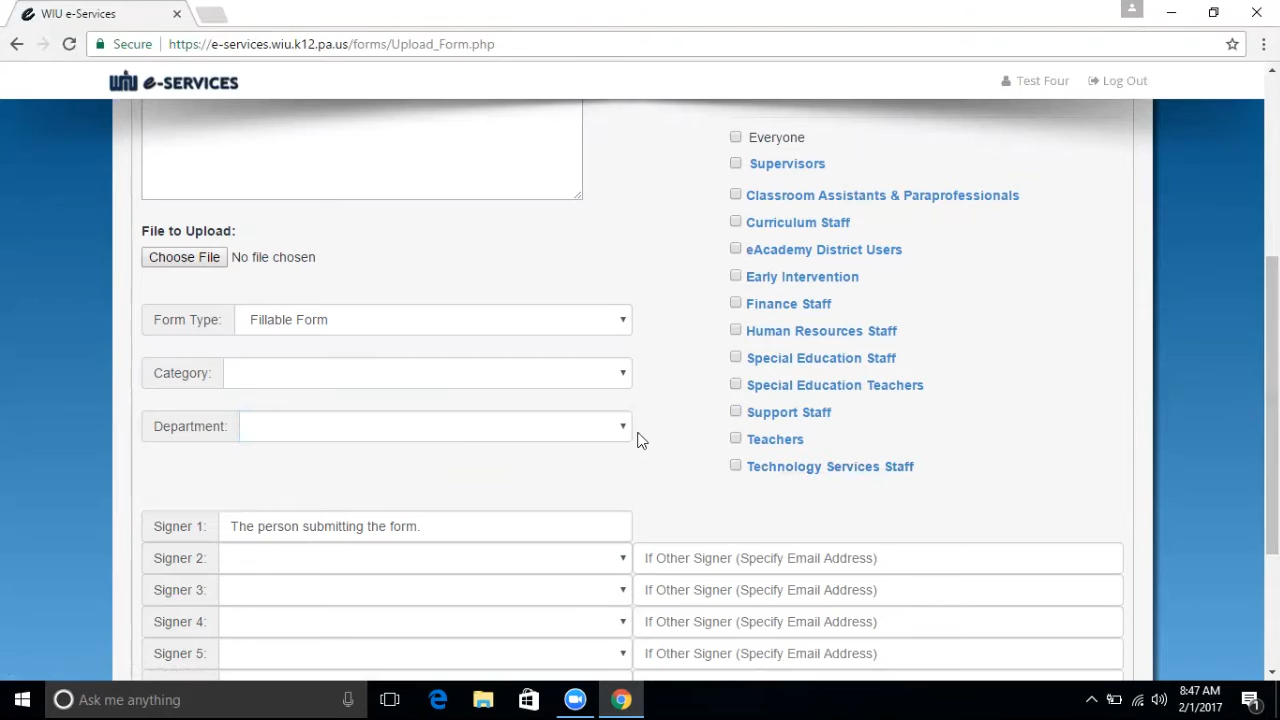 WIU e-Services
Secure https://e-services.wiu.k12.pa.us/forms/Upload_Form.php
WIU e-SERVICES
Test Four
Log Out
Everyone
Supervisors
Classroom Assistants & Paraprofessionals
Curriculum Staff
eAcademy District Users
Early Intervention
Finance Staff
Human Resources Staff
Special Education Staff
Special Education Teachers
Support Staff
Teachers
Technology Services Staff
File to Upload:
Choose File No file chosen
Form Type: Fillable Form
Category:
Department:
Signer 1: The person submitting the form.
Signer 2: If Other Signer (Specify Email Address)
Signer 3: If Other Signer (Specify Email Address)
Signer 4: If Other Signer (Specify Email Address)
Signer 5: If Other Signer (Specify Email Address)
Ask me anything
8:47 AM
2/1/2017
1